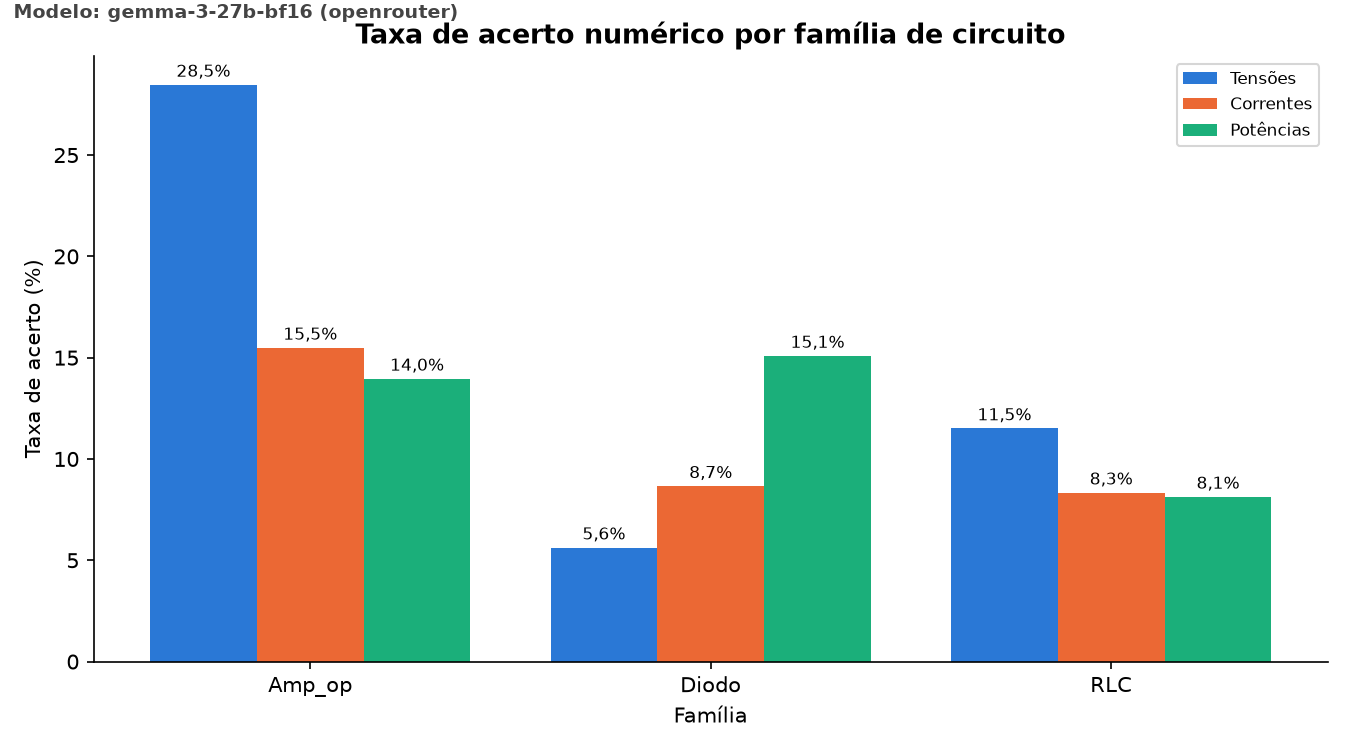 Modelo: gemma-3-27b-bf16 (openrouter)
Taxa de acerto numérico por família de circuito
Tensões
Correntes
Potências
Taxa de acerto (%)
25
20
15
10
5
0
28,5%
15,5%
14,0%
5,6%
8,7%
15,1%
11,5%
8,3%
8,1%
Amp_op
Diodo
RLC
Família